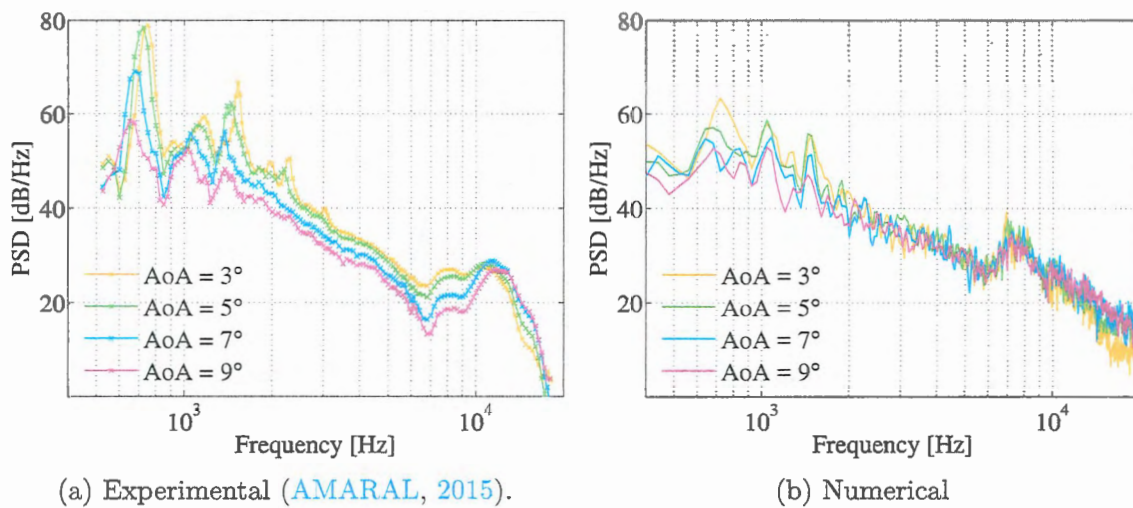 80
60
40
20
PSD [dB/Hz]
AoA = 3°
AoA = 5°
AoA = 7°
AoA = 9°
10³
10⁴
Frequency [Hz]
(a) Experimental (AMARAL, 2015).
80
60
40
20
PSD [dB/Hz]
AoA = 3°
AoA = 5°
AoA = 7°
AoA = 9°
10³
10⁴
Frequency [Hz]
(b) Numerical